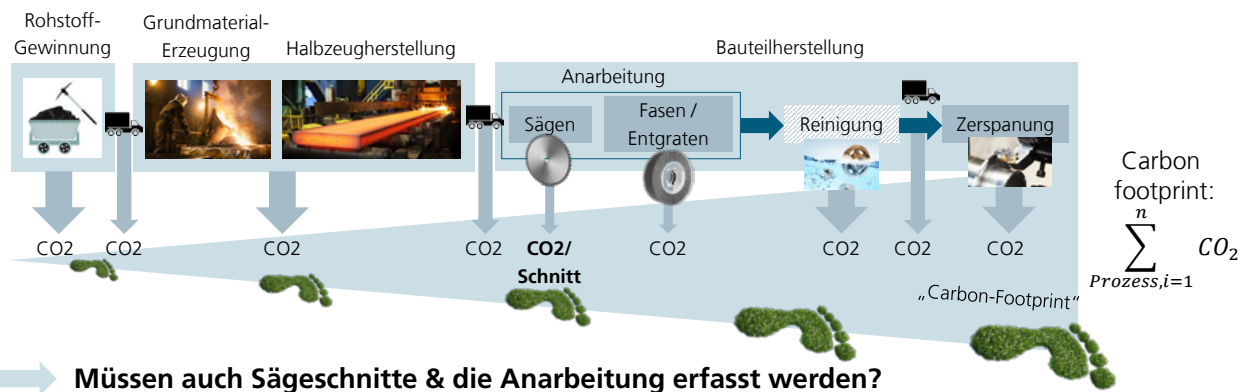 Rohstoff-
Gewinnung
Grundmaterial-
Erzeugung
Halbzeugherstellung
Bauteilherstellung
Anarbeitung
Sägen
Fasen /
Entgraten
Reinigung
Zerspanung
CO2
CO2
CO2
CO2
CO2/
Schnitt
CO2
CO2
CO2
CO2
„Carbon-Footprint"
Carbon
footprint:
n
∑ CO₂
Prozess,i=1
Müssen auch Sägeschnitte & die Anarbeitung erfasst werden?